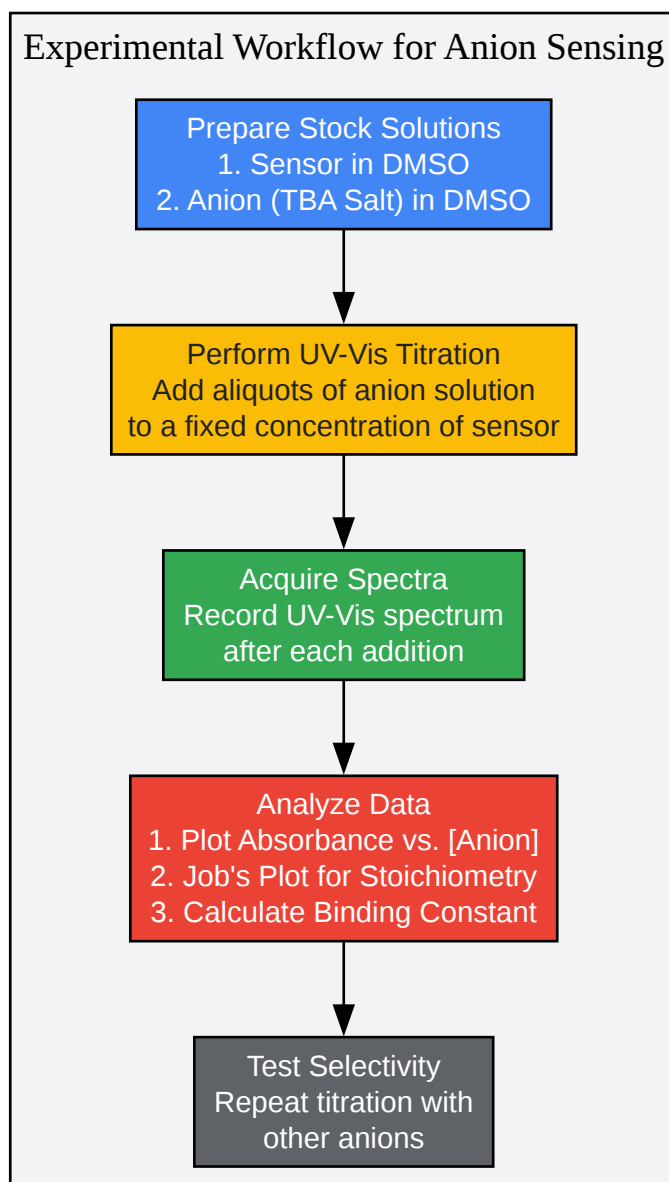 Experimental Workflow for Anion Sensing
Prepare Stock Solutions
1. Sensor in DMSO
2. Anion (TBA Salt) in DMSO
Perform UV-Vis Titration
Add aliquots of anion solution
to a fixed concentration of sensor
Acquire Spectra
Record UV-Vis spectrum
after each addition
Analyze Data
1. Plot Absorbance vs. [Anion]
2. Job's Plot for Stoichiometry
3. Calculate Binding Constant
Test Selectivity
Repeat titration with
other anions